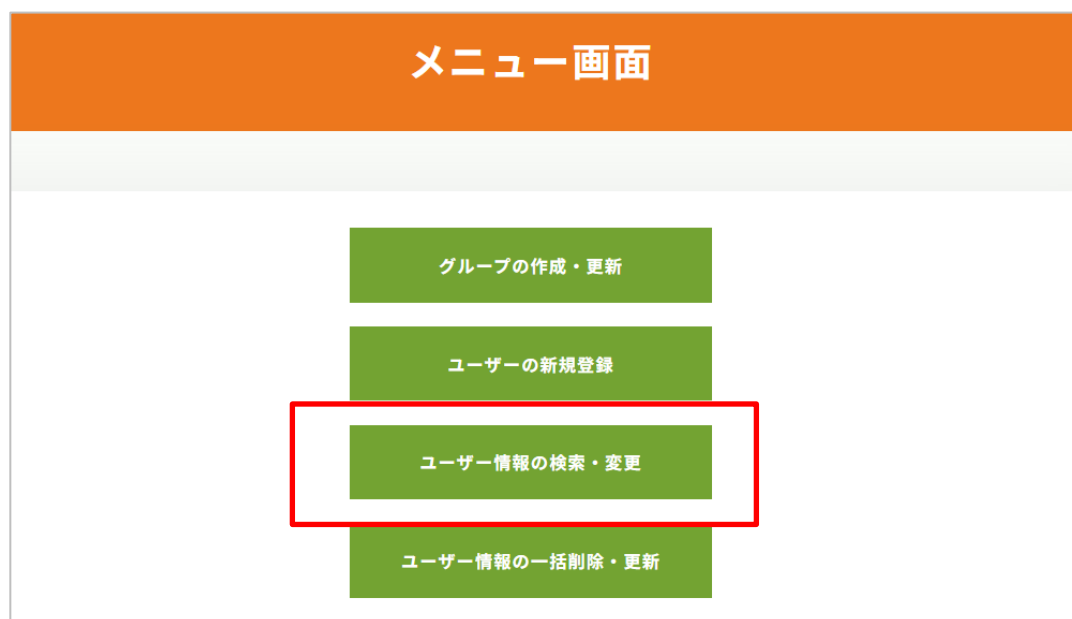 メニュー画面
グループの作成・更新
ユーザーの新規登録
ユーザー情報の検索・変更
ユーザー情報の一括削除・更新